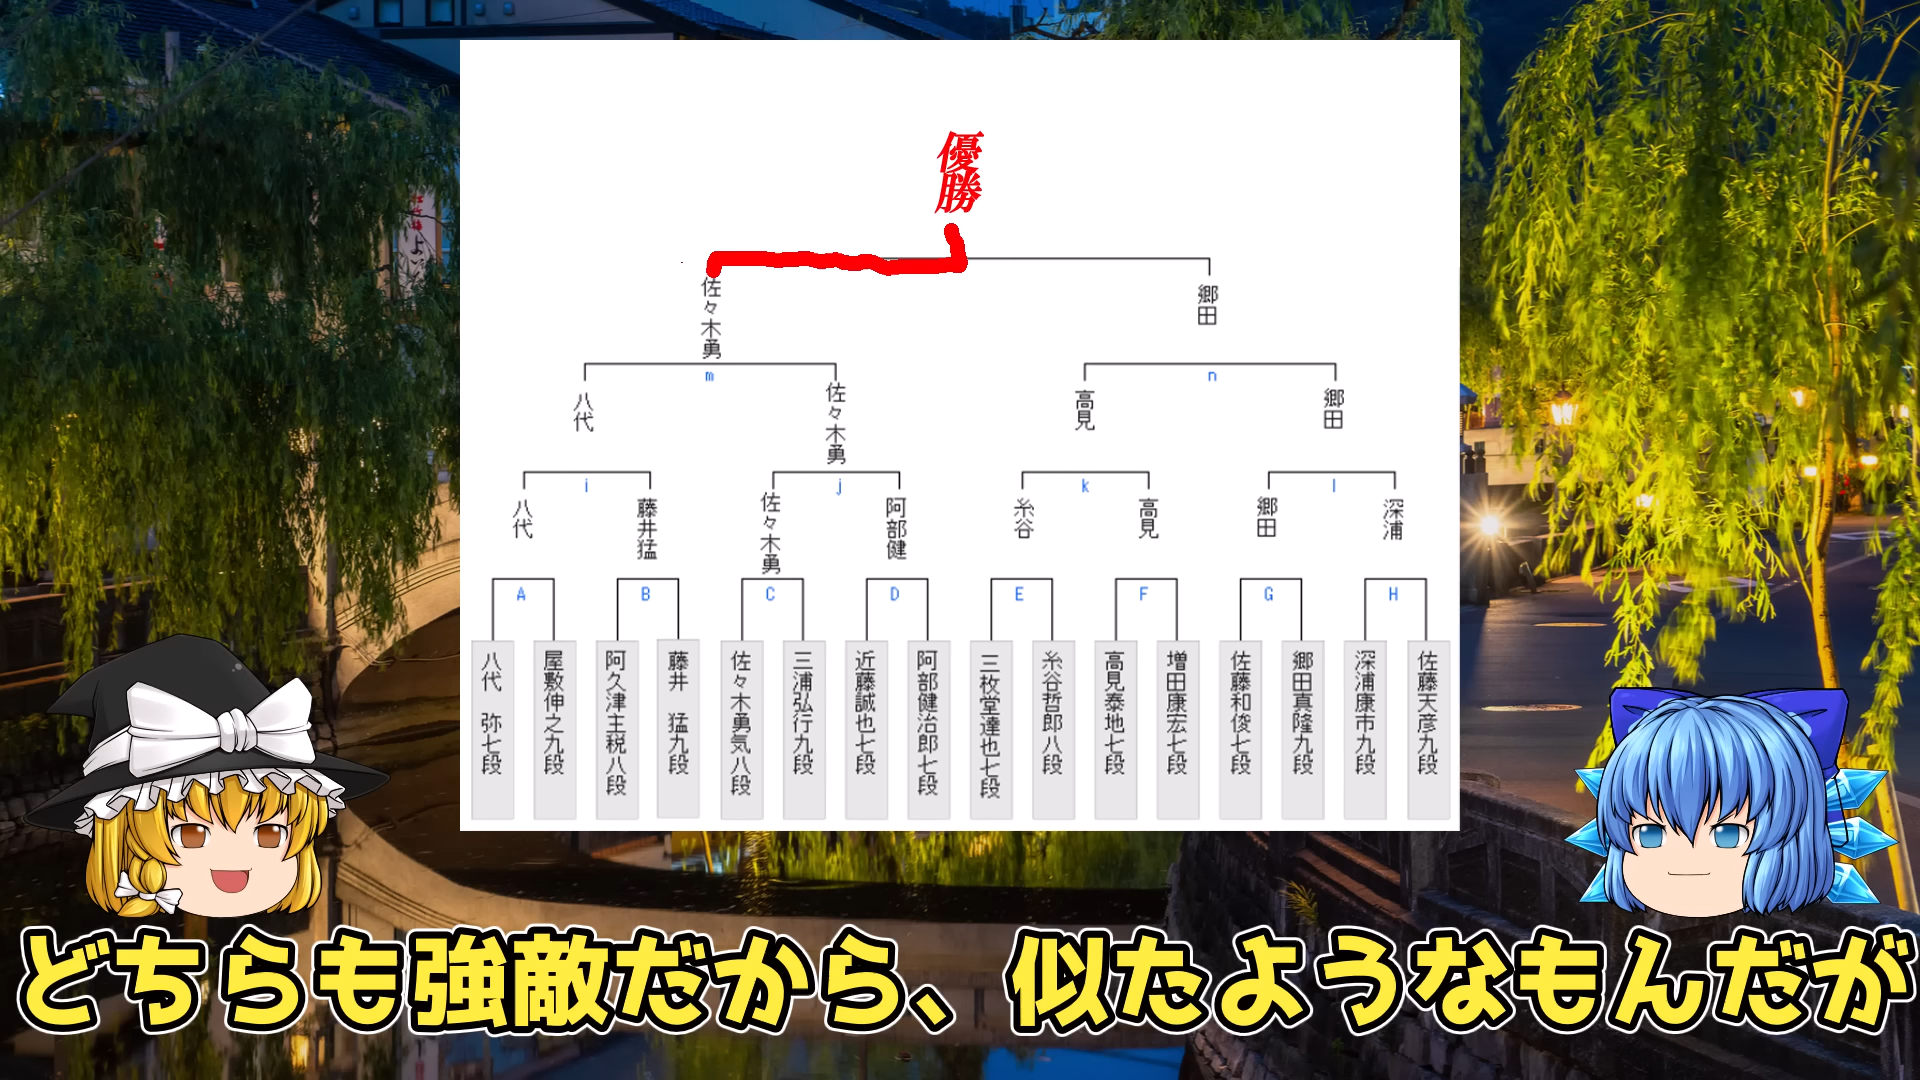 優勝
佐々木勇
郷田
m
n
八代
佐々木勇
高見
郷田
i
j
k
l
八代
藤井猛
佐々木勇
阿部健
糸谷
高見
郷田
深浦
A
B
C
D
E
F
G
H
八代 弥七段
屋敷伸之九段
阿久津主税八段
藤井 猛九段
佐々木勇気八段
三浦弘行九段
近藤誠也七段
阿部健治郎七段
三枚堂達也七段
糸谷哲郎八段
高見泰地七段
増田康宏七段
佐藤和俊七段
郷田真隆九段
深浦康市九段
佐藤天彦九段
どちらも強敵だから、似たようなもんだが